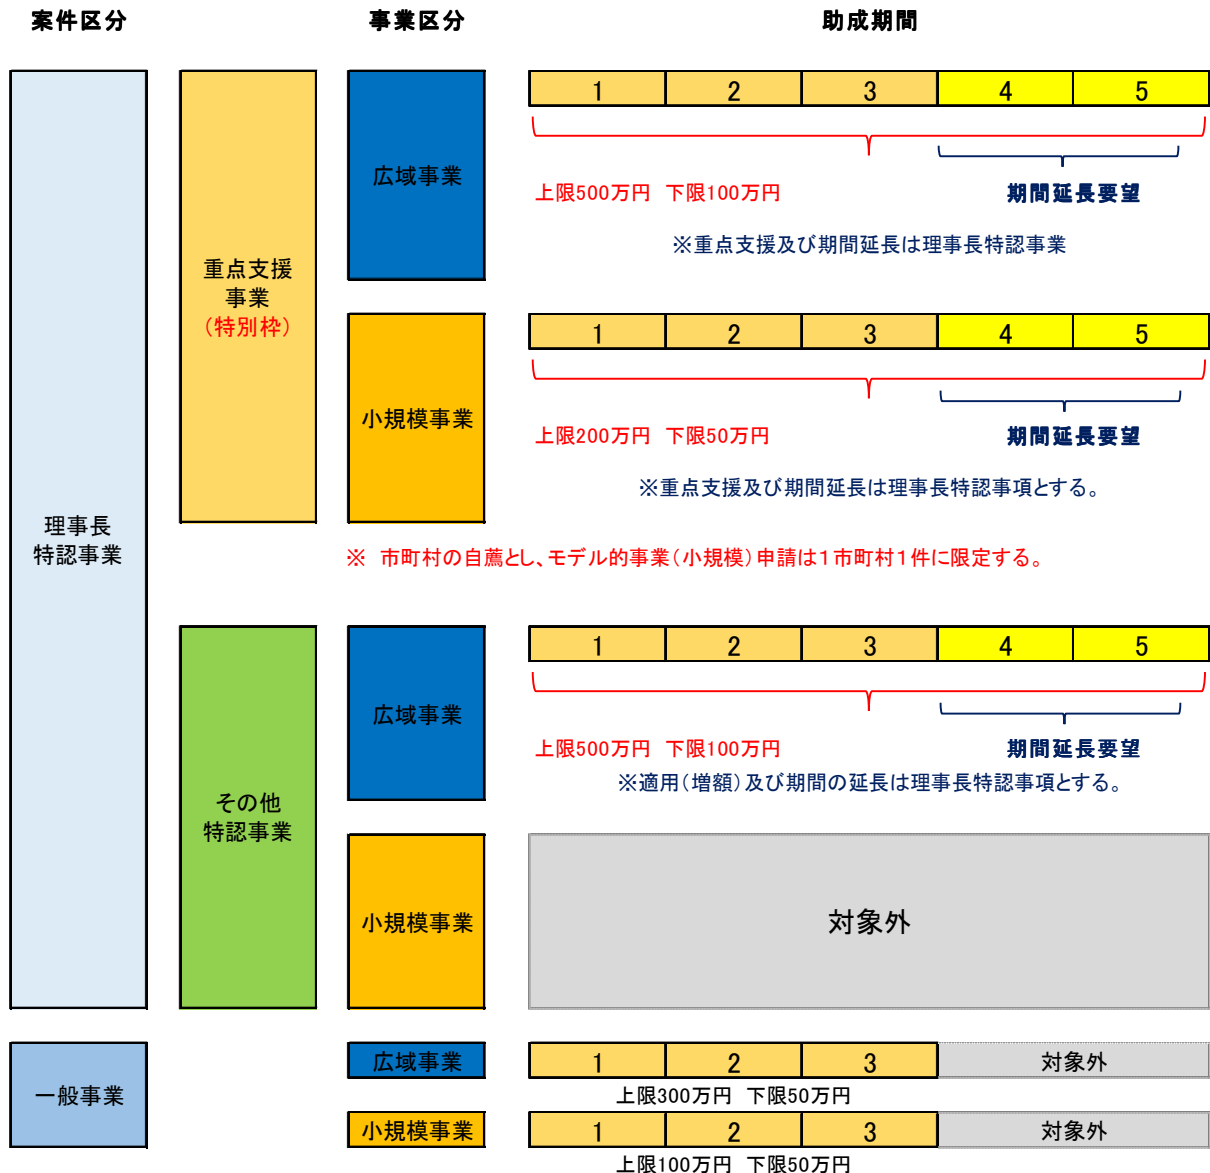 案件区分 事業区分 助成期間
理事長
特認事業
重点支援
事業
（特別枠）
広域事業
1 2 3 4 5
上限500万円 下限100万円
期間延長要望
※重点支援及び期間延長は理事長特認事業
小規模事業
1 2 3 4 5
上限200万円 下限50万円
期間延長要望
※重点支援及び期間延長は理事長特認事項とする。
※ 市町村の自薦とし、モデル的事業（小規模）申請は１市町村１件に限定する。
その他
特認事業
広域事業
1 2 3 4 5
上限500万円 下限100万円
期間延長要望
※適用（増額）及び期間の延長は理事長特認事項とする。
小規模事業
対象外
一般事業
広域事業
1 2 3 対象外
上限300万円 下限50万円
小規模事業
1 2 3 対象外
上限100万円 下限50万円